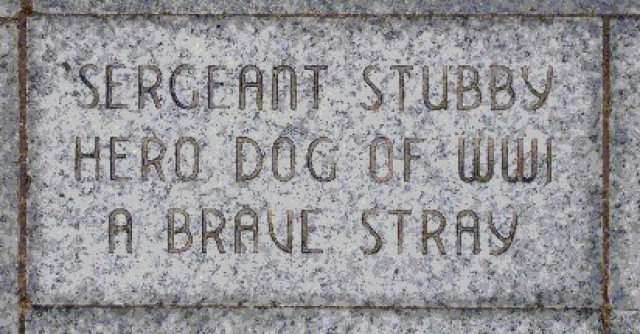 SERGEANT STUBBY
HERO DOG OF WWI
A BRAVE STRAY